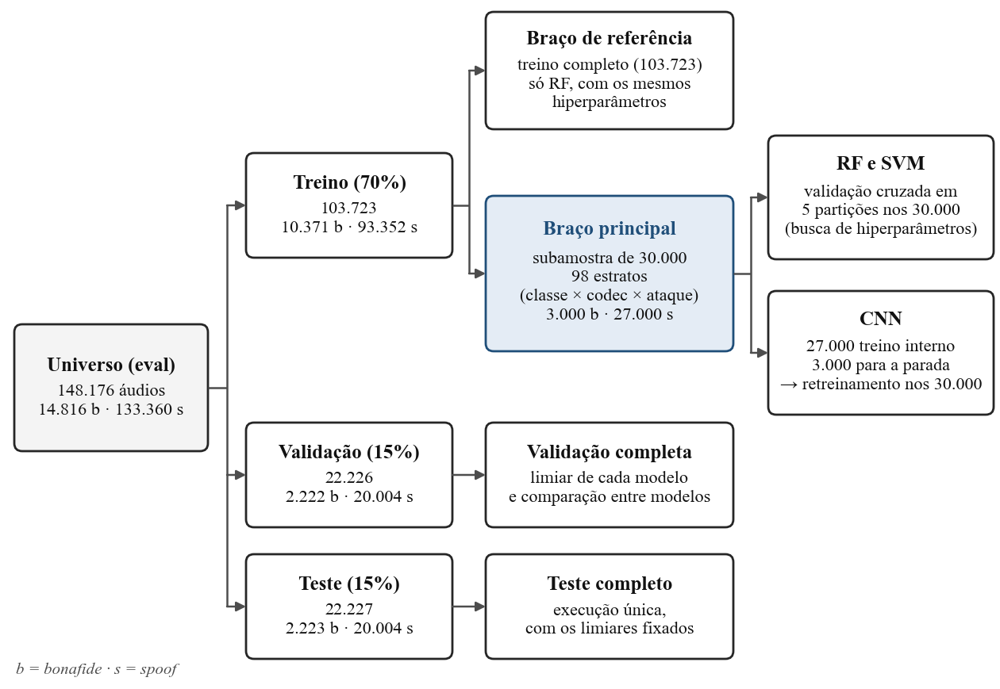 Universo (eval)
148.176 áudios
14.816 b · 133.360 s
Treino (70%)
103.723
10.371 b · 93.352 s
Braço de referência
treino completo (103.723)
só RF, com os mesmos
hiperparâmetros
Braço principal
subamostra de 30.000
98 estratos
(classe × codec × ataque)
3.000 b · 27.000 s
RF e SVM
validação cruzada em
5 partições nos 30.000
(busca de hiperparâmetros)
CNN
27.000 treino interno
3.000 para a parada
→ retreinamento nos 30.000
Validação (15%)
22.226
2.222 b · 20.004 s
Validação completa
limiar de cada modelo
e comparação entre modelos
Teste (15%)
22.227
2.223 b · 20.004 s
Teste completo
execução única,
com os limiares fixados
b = bonafide · s = spoof